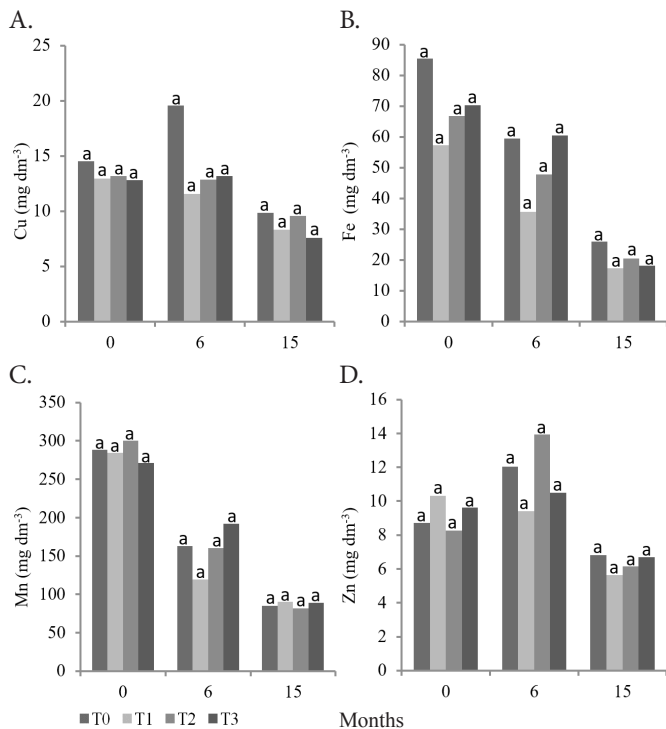 A.
25
20
15
10
5
0
Cu (mg dm-3)
a a a a
a a a a
a a a a
0 6 15
B.
90
80
70
60
50
40
30
20
10
0
Fe (mg dm-3)
a a a a
a a a a
a a a a
0 6 15
C.
350
300
250
200
150
100
50
0
Mn (mg dm-3)
a a a a
a a a a
a a a a
0 6 15
D.
16
14
12
10
8
6
4
2
0
Zn (mg dm-3)
a a a a
a a a a
a a a a
0 6 15
T0 T1 T2 T3
Months